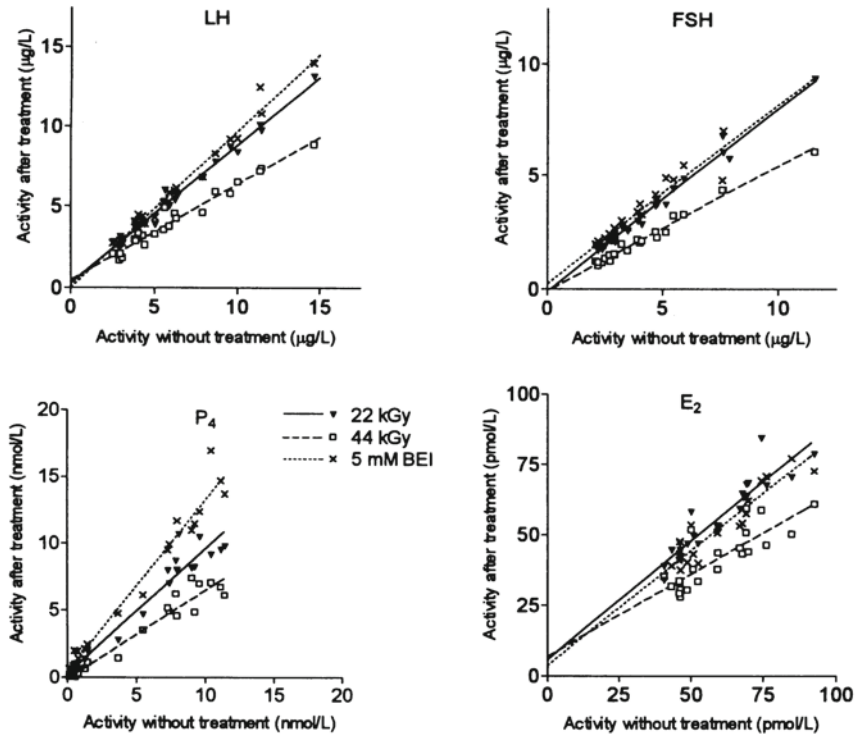 LH
Activity after treatment (µg/L)
15
10
5
0
0 5 10 15
Activity without treatment (µg/L)
FSH
Activity after treatment (µg/L)
10
5
0
0 5 10
Activity without treatment (µg/L)
P4
Activity after treatment (nmol/L)
20
15
10
5
0
0 5 10 15 20
Activity without treatment (nmol/L)
22 kGy
44 kGy
5 mM BEI
E2
Activity after treatment (pmol/L)
100
75
50
25
0
0 25 50 75 100
Activity without treatment (pmol/L)